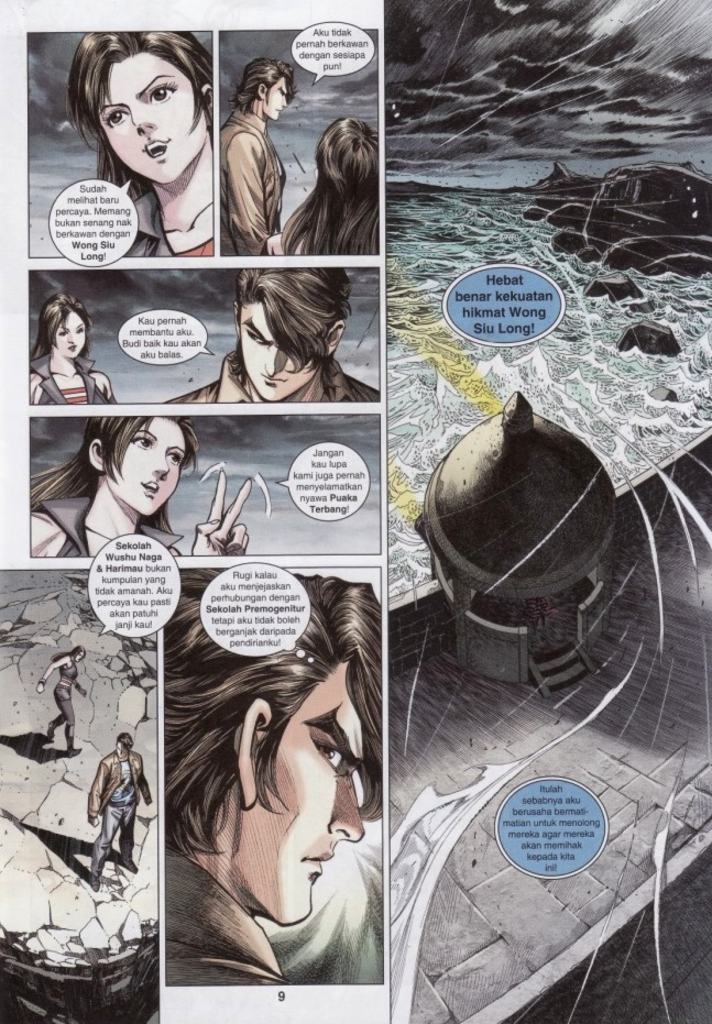 Sudah
melihat baru
percaya. Memang
bukan senang nak
berkawan dengan
Wong Siu
Long!
Aku tidak
pernah berkawan
dengan sesiapa
pun!
Kau pernah
membantu aku.
Budi baik kau akan
aku balas.
Jangan
kau lupa
kami juga pernah
menyelamatkan
nyawa Puaka
Terbang!
Sekolah
Wushu Naga
& Harimau bukan
kumpulan yang
tidak amanah. Aku
percaya kau pasti
akan patuhi
janji kau!
Rugi kalau
aku menjejaskan
perhubungan dengan
Sekolah Premogenitur
tetapi aku tidak boleh
berganjak daripada
pendirianku!
9
Hebat
benar kekuatan
hikmat Wong
Siu Long!
Itulah
sebabnya aku
berusaha bermati-
matian untuk menolong
mereka agar mereka
akan memihak
kepada kita
ini!